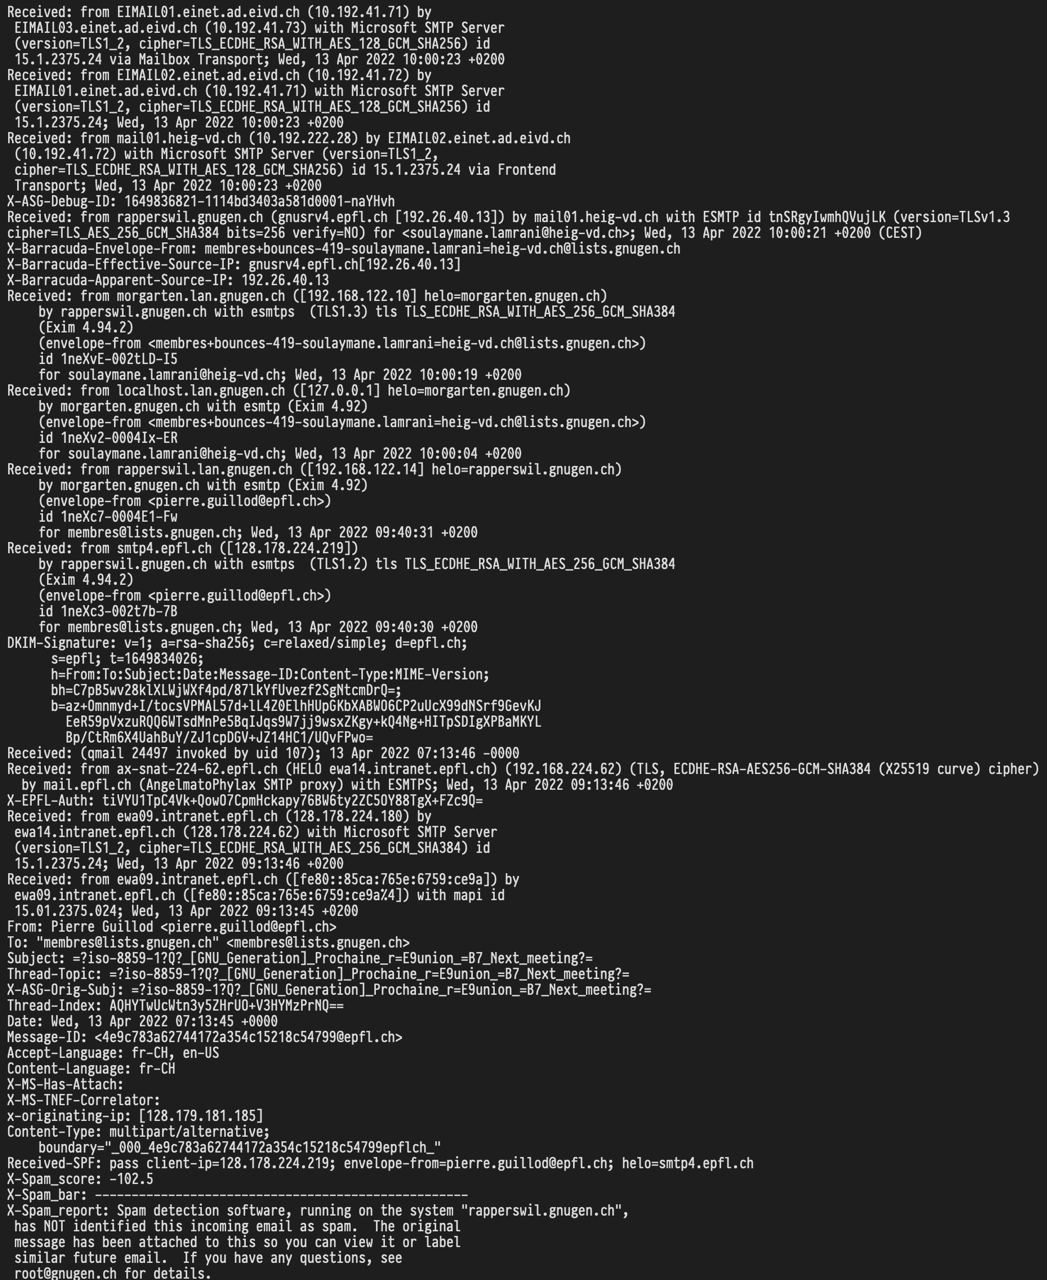 Received: from EIMAIL01.einet.ad.eivd.ch (10.192.41.71) by
EIMAIL03.einet.ad.eivd.ch (10.192.41.73) with Microsoft SMTP Server
(version=TLS1_2, cipher=TLS_ECDHE_RSA_WITH_AES_128_GCM_SHA256) id
15.1.2375.24 via Mailbox Transport; Wed, 13 Apr 2022 10:00:23 +0200
Received: from EIMAIL02.einet.ad.eivd.ch (10.192.41.72) by
EIMAIL01.einet.ad.eivd.ch (10.192.41.71) with Microsoft SMTP Server
(version=TLS1_2, cipher=TLS_ECDHE_RSA_WITH_AES_128_GCM_SHA256) id
15.1.2375.24; Wed, 13 Apr 2022 10:00:23 +0200
Received: from mail01.heig-vd.ch (10.192.222.28) by EIMAIL02.einet.ad.eivd.ch
(10.192.41.72) with Microsoft SMTP Server (version=TLS1_2,
cipher=TLS_ECDHE_RSA_WITH_AES_128_GCM_SHA256) id 15.1.2375.24 via Frontend
Transport; Wed, 13 Apr 2022 10:00:23 +0200
X-ASG-Debug-ID: 1649836821-1114bd3403a581d0001-naYHvh
Received: from rapperswil.gnugen.ch (gnusrv4.epfl.ch [192.26.40.13]) by mail01.heig-vd.ch with ESMTP id tnSRgyIwmhQVujLK (version=TLSv1.3
cipher=TLS_AES_256_GCM_SHA384 bits=256 verify=NO) for <soulaymane.lamrani@heig-vd.ch>; Wed, 13 Apr 2022 10:00:21 +0200 (CEST)
X-Barracuda-Envelope-From: membres+bounces-419-soulaymane.lamrani=heig-vd.ch@lists.gnugen.ch
X-Barracuda-Effective-Source-IP: gnusrv4.epfl.ch[192.26.40.13]
X-Barracuda-Apparent-Source-IP: 192.26.40.13
Received: from morgarten.lan.gnugen.ch ([192.168.122.10] helo=morgarten.gnugen.ch)
by rapperswil.gnugen.ch with esmtps  (TLS1.3) tls TLS_ECDHE_RSA_WITH_AES_256_GCM_SHA384
(Exim 4.94.2)
(envelope-from <membres+bounces-419-soulaymane.lamrani=heig-vd.ch@lists.gnugen.ch>)
id 1neXvE-002tLD-I5
for soulaymane.lamrani@heig-vd.ch; Wed, 13 Apr 2022 10:00:19 +0200
Received: from localhost.lan.gnugen.ch ([127.0.0.1] helo=morgarten.gnugen.ch)
by morgarten.gnugen.ch with esmtp (Exim 4.92)
(envelope-from <membres+bounces-419-soulaymane.lamrani=heig-vd.ch@lists.gnugen.ch>)
id 1neXv2-0004Ix-ER
for soulaymane.lamrani@heig-vd.ch; Wed, 13 Apr 2022 10:00:04 +0200
Received: from rapperswil.lan.gnugen.ch ([192.168.122.14] helo=rapperswil.gnugen.ch)
by morgarten.gnugen.ch with esmtp (Exim 4.92)
(envelope-from <pierre.guillod@epfl.ch>)
id 1neXc7-0004E1-Fw
for membres@lists.gnugen.ch; Wed, 13 Apr 2022 09:40:31 +0200
Received: from smtp4.epfl.ch ([128.178.224.219])
by rapperswil.gnugen.ch with esmtps  (TLS1.2) tls TLS_ECDHE_RSA_WITH_AES_256_GCM_SHA384
(Exim 4.94.2)
(envelope-from <pierre.guillod@epfl.ch>)
id 1neXc3-002t7b-7B
for membres@lists.gnugen.ch; Wed, 13 Apr 2022 09:40:30 +0200
DKIM-Signature: v=1; a=rsa-sha256; c=relaxed/simple; d=epfl.ch;
s=epfl; t=1649834026;
h=From:To:Subject:Date:Message-ID:Content-Type:MIME-Version;
bh=C7pB5wv28klXLWjWXf4pd/87lkYfUvezf2SgNtcmDrQ=;
b=az+Omnmyd+I/tocsVPMAL57d+lL4Z0ElhHUpGKbXABWO6CP2uUcX99dNSrf9GevKJ
EeR59pVxzuRQQ6WTsdMnPe5BqIJqs9W7jj9wsxZKgy+kQ4Ng+HITpSDIgXPBaMKYL
Bp/CtRm6X4UahBuY/ZJ1cpDGV+JZ14HC1/UQvFPwo=
Received: (qmail 24497 invoked by uid 107); 13 Apr 2022 07:13:46 -0000
Received: from ax-snat-224-62.epfl.ch (HELO ewa14.intranet.epfl.ch) (192.168.224.62) (TLS, ECDHE-RSA-AES256-GCM-SHA384 (X25519 curve) cipher)
by mail.epfl.ch (AngelmatoPhylax SMTP proxy) with ESMTPS; Wed, 13 Apr 2022 09:13:46 +0200
X-EPFL-Auth: tiVYU1TpC4Vk+QowO7CpmHckapy76BW6ty2ZC5OY88TgX+FZc9Q=
Received: from ewa09.intranet.epfl.ch (128.178.224.180) by
ewa14.intranet.epfl.ch (128.178.224.62) with Microsoft SMTP Server
(version=TLS1_2, cipher=TLS_ECDHE_RSA_WITH_AES_256_GCM_SHA384) id
15.1.2375.24; Wed, 13 Apr 2022 09:13:46 +0200
Received: from ewa09.intranet.epfl.ch ([fe80::85ca:765e:6759:ce9a]) by
ewa09.intranet.epfl.ch ([fe80::85ca:765e:6759:ce9a%4]) with mapi id
15.01.2375.024; Wed, 13 Apr 2022 09:13:45 +0200
From: Pierre Guillod <pierre.guillod@epfl.ch>
To: "membres@lists.gnugen.ch" <membres@lists.gnugen.ch>
Subject: =?iso-8859-1?Q?_[GNU_Generation]_Prochaine_r=E9union_=B7_Next_meeting?=
Thread-Topic: =?iso-8859-1?Q?_[GNU_Generation]_Prochaine_r=E9union_=B7_Next_meeting?=
X-ASG-Orig-Subj: =?iso-8859-1?Q?_[GNU_Generation]_Prochaine_r=E9union_=B7_Next_meeting?=
Thread-Index: AQHYTwUcWtn3y5ZHrUO+V3HYMzPrNQ==
Date: Wed, 13 Apr 2022 07:13:45 +0000
Message-ID: <4e9c783a62744172a354c15218c54799@epfl.ch>
Accept-Language: fr-CH, en-US
Content-Language: fr-CH
X-MS-Has-Attach:
X-MS-TNEF-Correlator:
x-originating-ip: [128.179.181.185]
Content-Type: multipart/alternative;
boundary="_000_4e9c783a62744172a354c15218c54799epflch_"
Received-SPF: pass client-ip=128.178.224.219; envelope-from=pierre.guillod@epfl.ch; helo=smtp4.epfl.ch
X-Spam_score: -102.5
X-Spam_bar: ---------------------------------------------------
X-Spam_report: Spam detection software, running on the system "rapperswil.gnugen.ch",
has NOT identified this incoming email as spam.  The original
message has been attached to this so you can view it or label
similar future email.  If you have any questions, see
root@gnugen.ch for details.